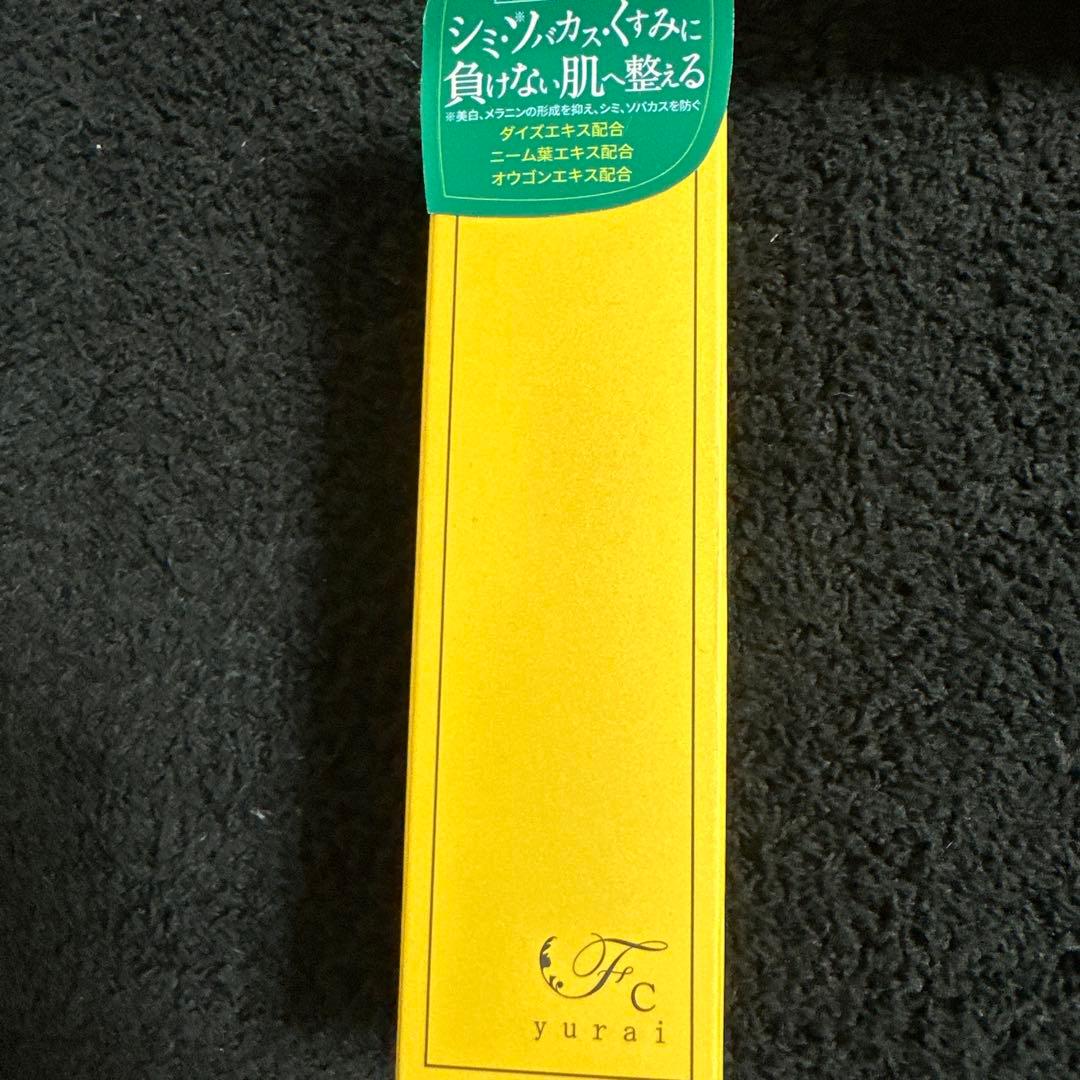 シミ・ソバカス※・くすみに
負けない肌へ整える
※美白、メラニンの形成を抑え、シミ、ソバカスを防ぐ
ダイズエキス配合
ニーム葉エキス配合
オウゴンエキス配合
Fc
yurai